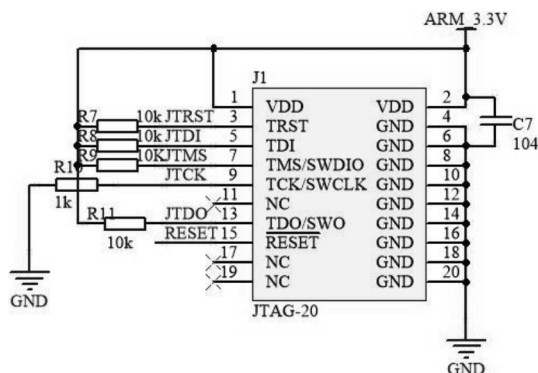 ARM_3.3V
J1
1 VDD VDD 2
R7 10k JTRST 3 TRST GND 4
R8 10k JTDI 5 TDI GND 6
R9 10K JTMS 7 TMS/SWDIO GND 8
R10 1k JTCK 9 TCK/SWCLK GND 10
11 NC GND 12
R11 10k JTDO 13 TDO/SWO GND 14
RESET 15 RESET GND 16
17 NC GND 18
19 NC GND 20
C7
104
GND
JTAG-20
GND